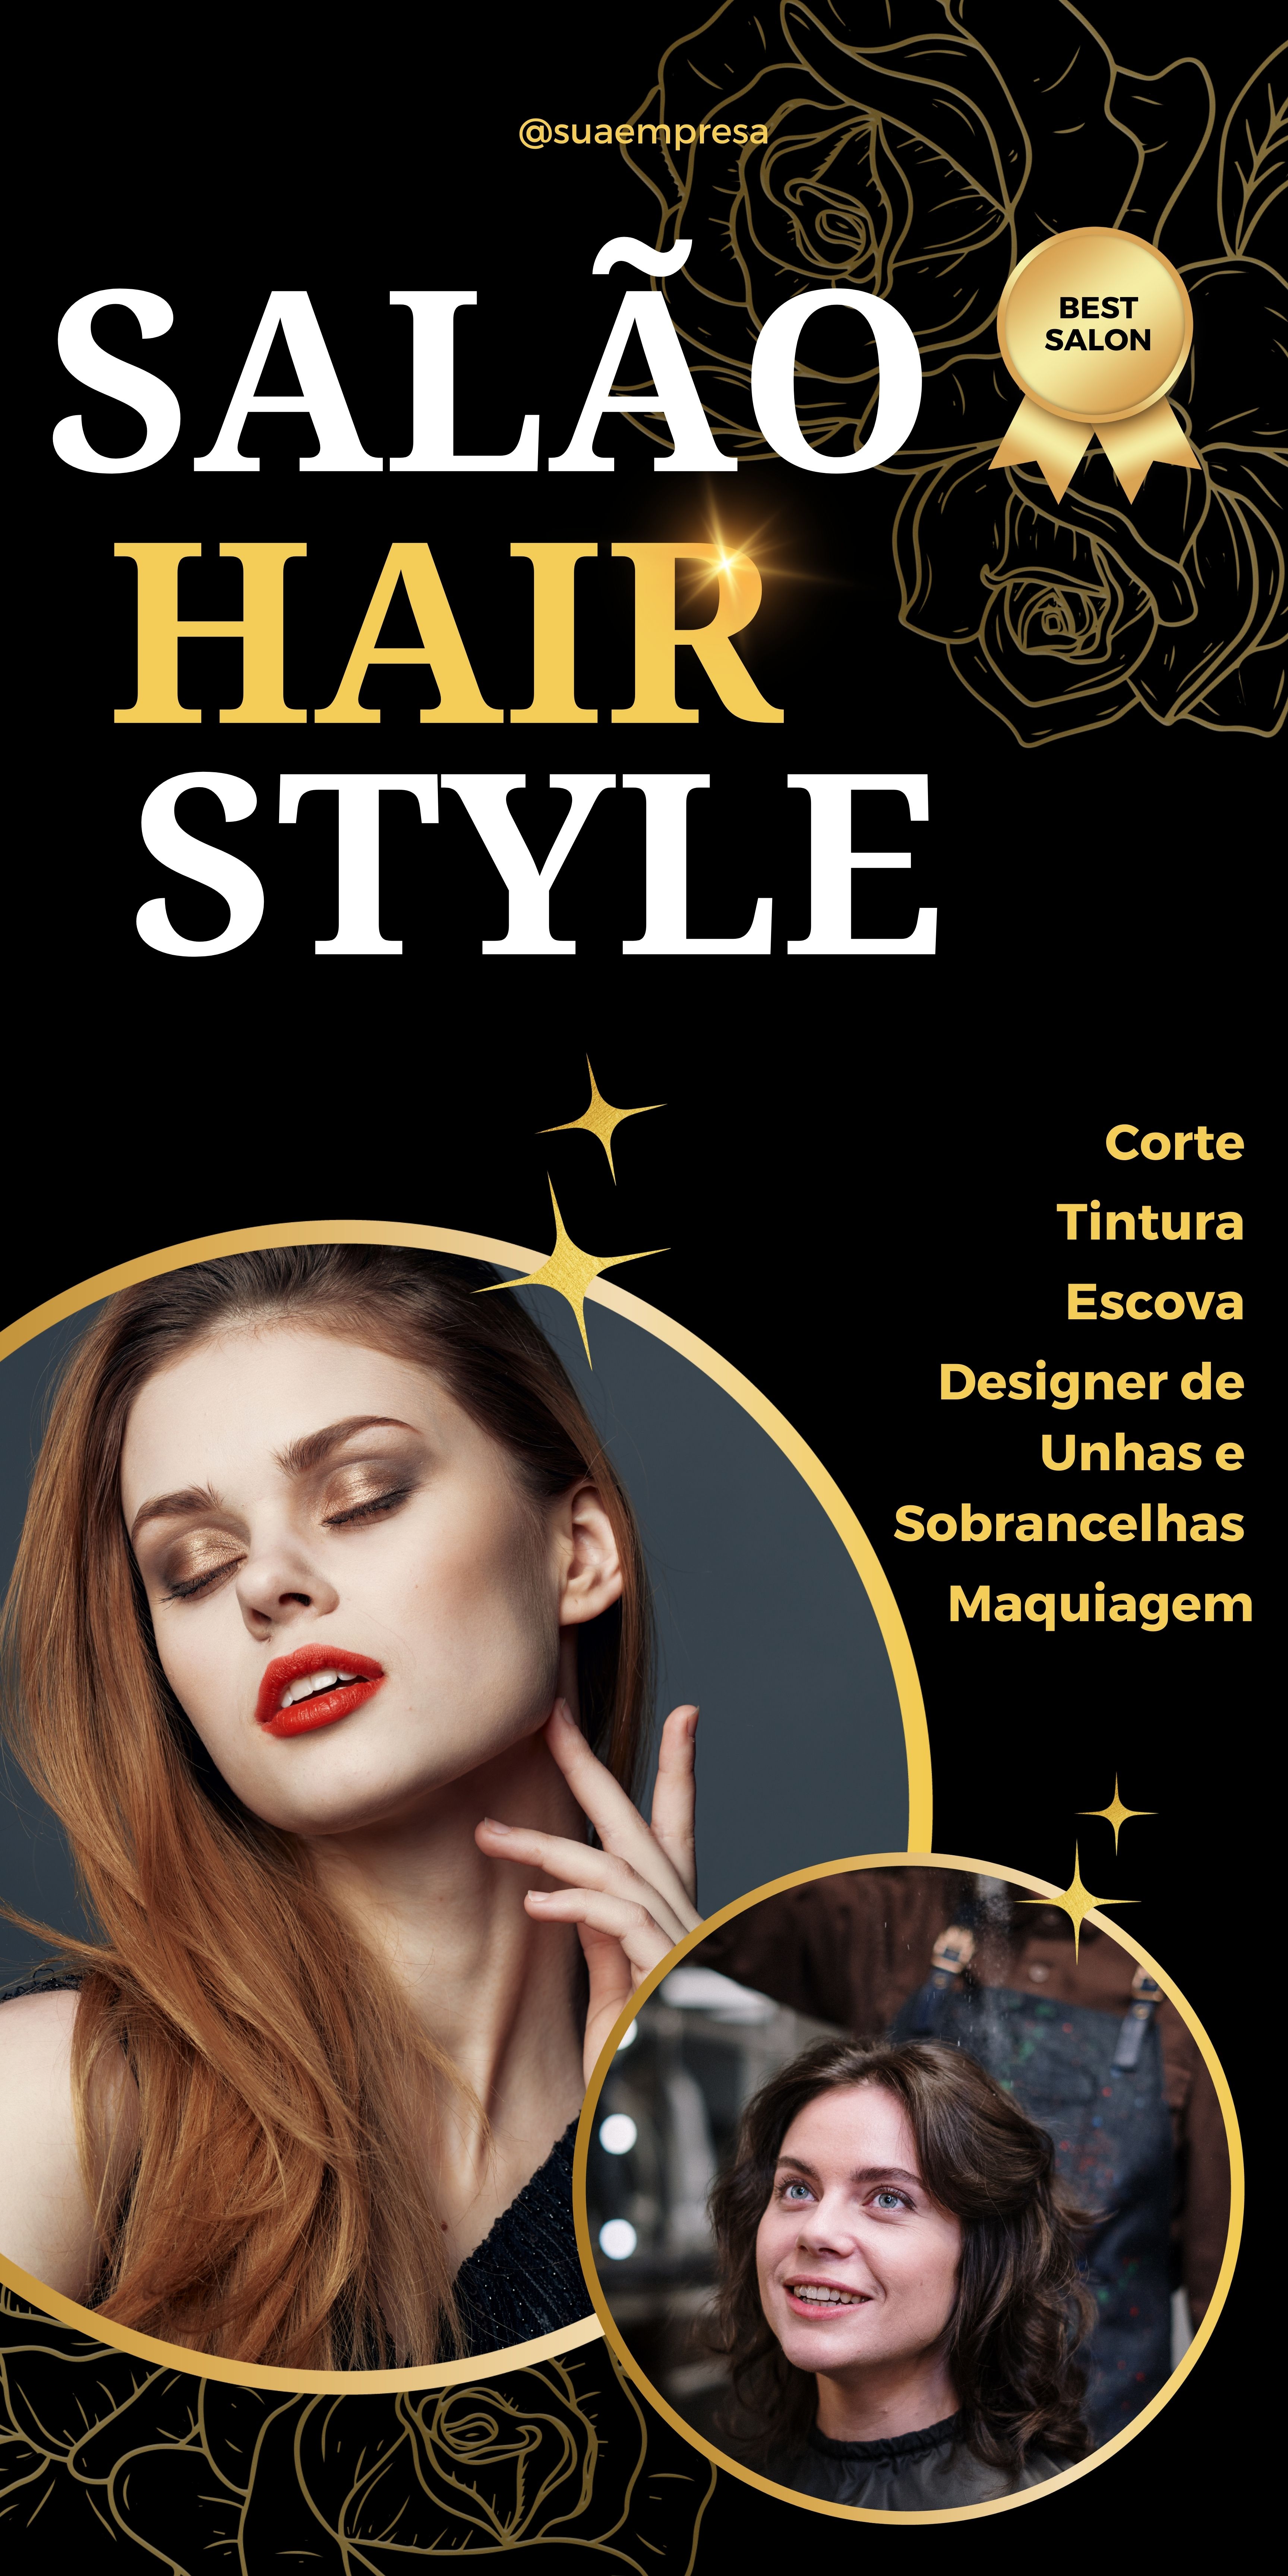 @suaempresa
SALÃO
BEST
SALON
HAIR
STYLE
Corte
Tintura
Escova
Designer de
Unhas e
Sobrancelhas
Maquiagem